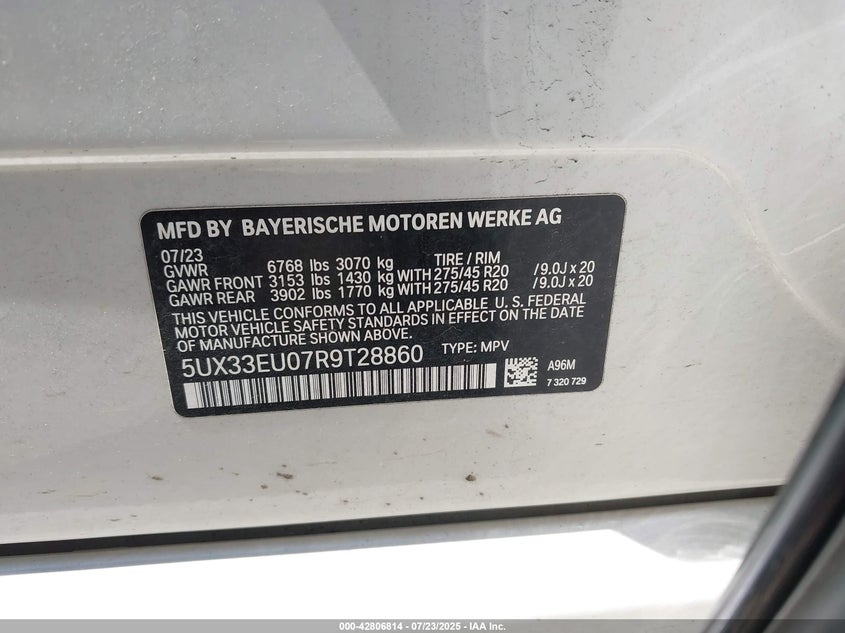 MFD BY BAYERISCHE MOTOREN WERKE AG
07/23
GVWR 6768 lbs 3070 kg TIRE / RIM
GAWR FRONT 3153 lbs 1430 kg WITH 275/45 R20 / 9.0J x 20
GAWR REAR 3902 lbs 1770 kg WITH 275/45 R20 / 9.0J x 20
THIS VEHICLE CONFORMS TO ALL APPLICABLE U. S. FEDERAL
MOTOR VEHICLE SAFETY STANDARDS IN EFFECT ON THE DATE
OF MANUFACTURE SHOWN ABOVE.
5UX33EU07R9T28860 TYPE: MPV
A96M
7 320 729
000-42806814 - 07/23/2025 - IAA Inc.